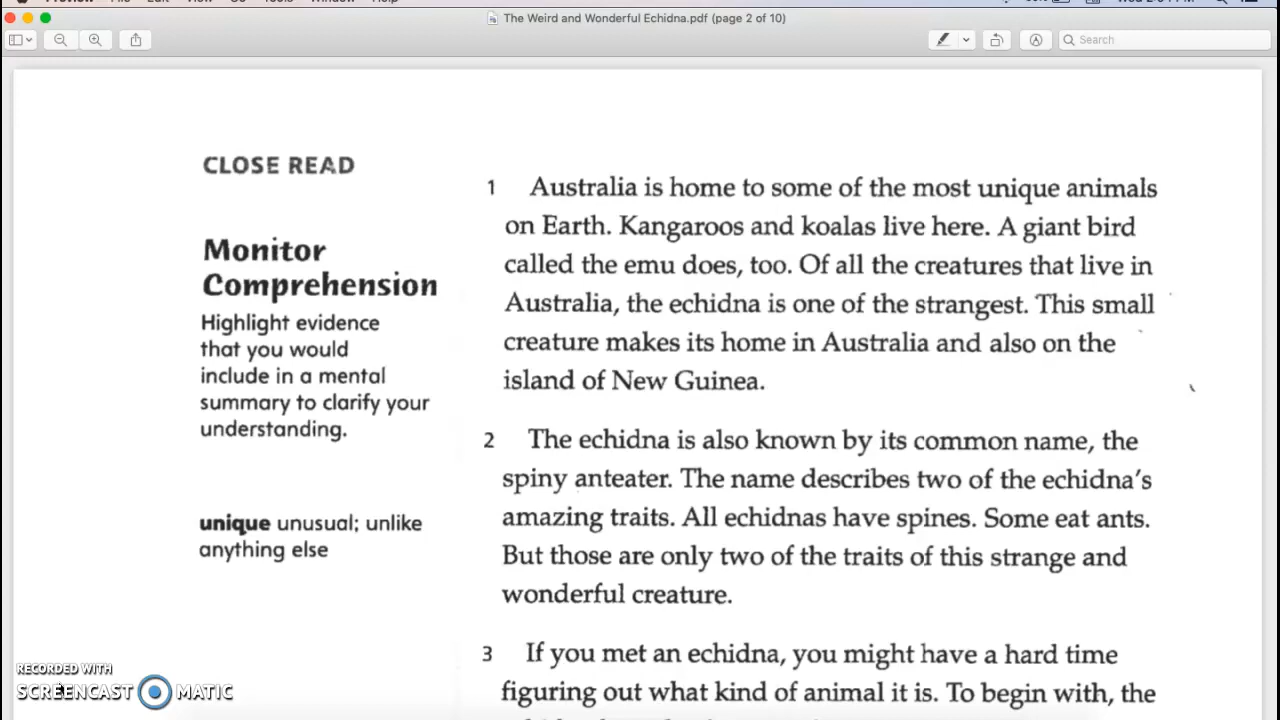 The Weird and Wonderful Echidna.pdf (page 2 of 10)
Search
CLOSE READ
Monitor
Comprehension
Highlight evidence
that you would
include in a mental
summary to clarify your
understanding.
unique unusual; unlike
anything else
1 Australia is home to some of the most unique animals
on Earth. Kangaroos and koalas live here. A giant bird
called the emu does, too. Of all the creatures that live in
Australia, the echidna is one of the strangest. This small
creature makes its home in Australia and also on the
island of New Guinea.
2 The echidna is also known by its common name, the
spiny anteater. The name describes two of the echidna's
amazing traits. All echidnas have spines. Some eat ants.
But those are only two of the traits of this strange and
wonderful creature.
3 If you met an echidna, you might have a hard time
figuring out what kind of animal it is. To begin with, the
RECORDED WITH
SCREENCAST MATIC